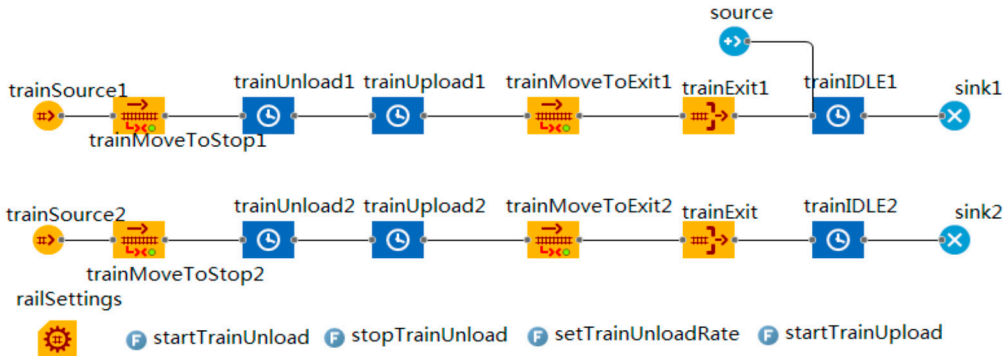 source
trainSource1
trainUnload1
trainUpload1
trainMoveToExit1
trainExit1
trainIDLE1
sink1
trainMoveToStop1
trainSource2
trainUnload2
trainUpload2
trainMoveToExit2
trainExit
trainIDLE2
sink2
trainMoveToStop2
railSettings
F startTrainUnload
F stopTrainUnload
F setTrainUnloadRate
F startTrainUpload